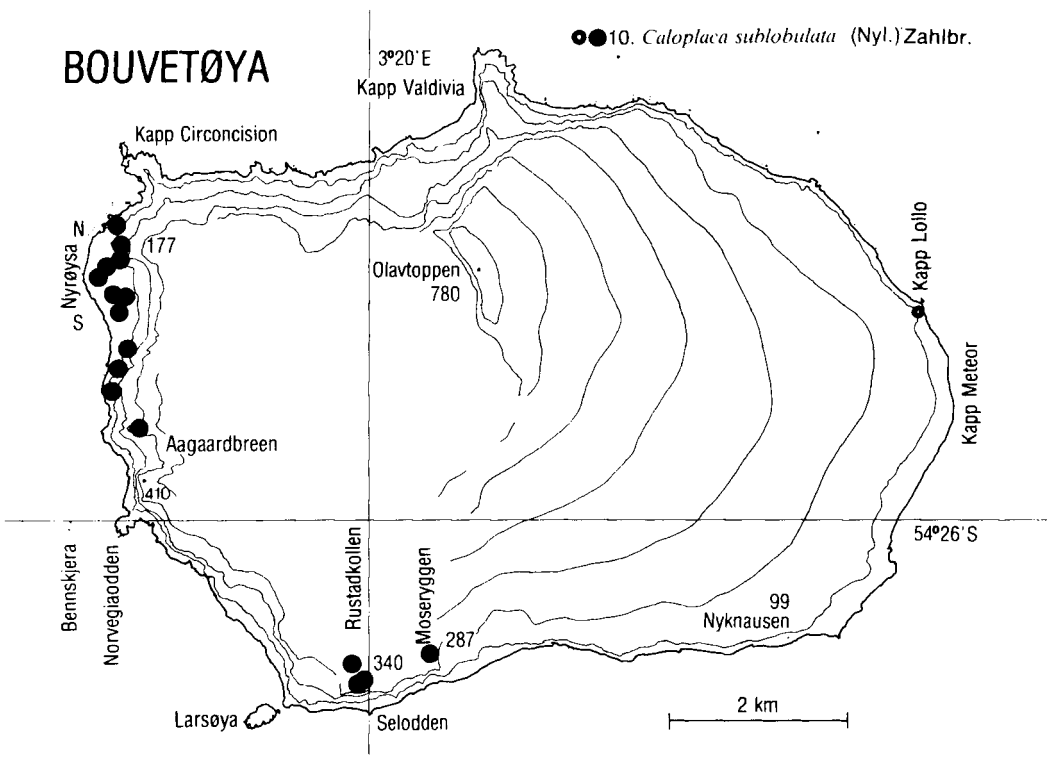 ●●10. Caloplaca sublobulata (Nyl.) Zahlbr.
BOUVETØYA
3°20'E
Kapp Valdivia
Kapp Circoncision
N
177
Nyrøysa
S
Olavtoppen
780
Kapp Lollo
Kapp Meteor
Aagaardbreen
410
54°26'S
Bennskjera
Norvegiaodden
Rustadkollen
Moseryggen
287
340
99
Nyknausen
2 km
Larsøya
Selodden